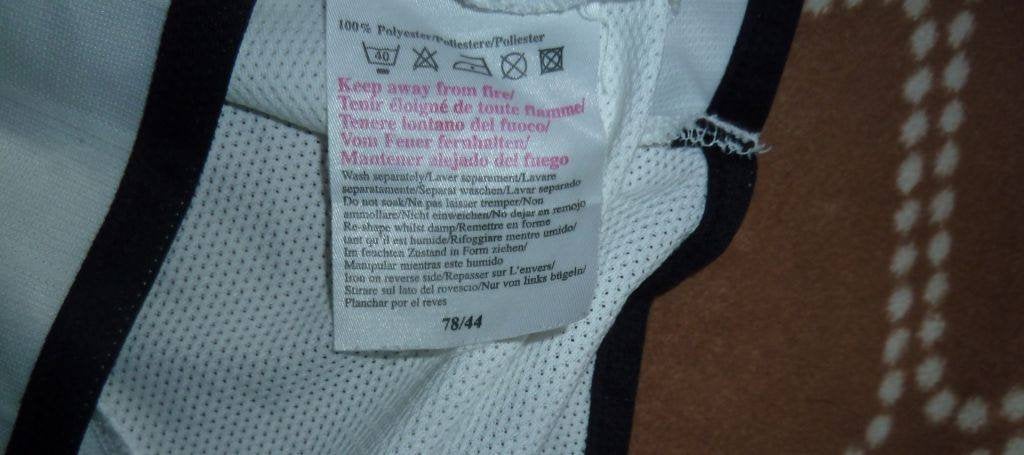 100% Polyester/Poliestere/Poliester
40
Keep away from fire/
Tenir éloigné de toute flamme/
Tenere lontano del fuoco/
Vom Feuer fernhalten/
Mantener alejado del fuego
Wash separately/Laver separement/Lavare
separatamente/Separat waschen/Lavar separado
Do not soak/Ne pas laisser tremper/Non
ammollare/Nicht einweichen/No dejar en remojo
Re-shape whilst damp/Remettre en forme
tant qu'il est humide/Rifoggiare mentre umido/
Im feuchten Zustand in Form ziehen/
Manipular mientras este humido
Iron on reverse side/Repasser sur L'envers/
Stirare sul lato del rovescio/Nur von links bügeln/
Planchar por el reves
78/44